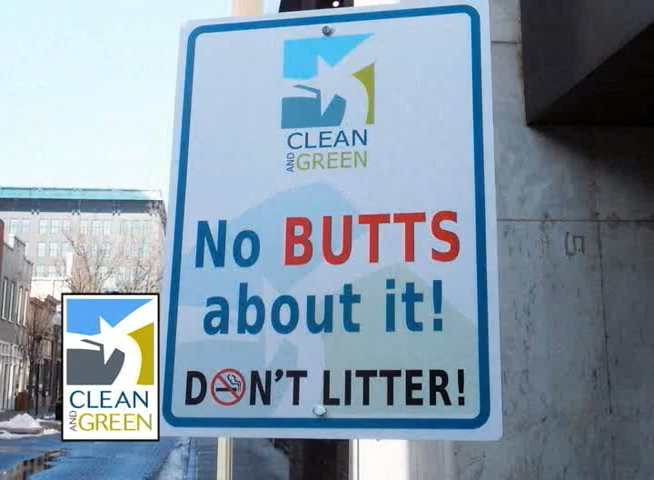 CLEAN
AND GREEN
No BUTTS
about it!
DON'T LITTER!
CLEAN
AND GREEN